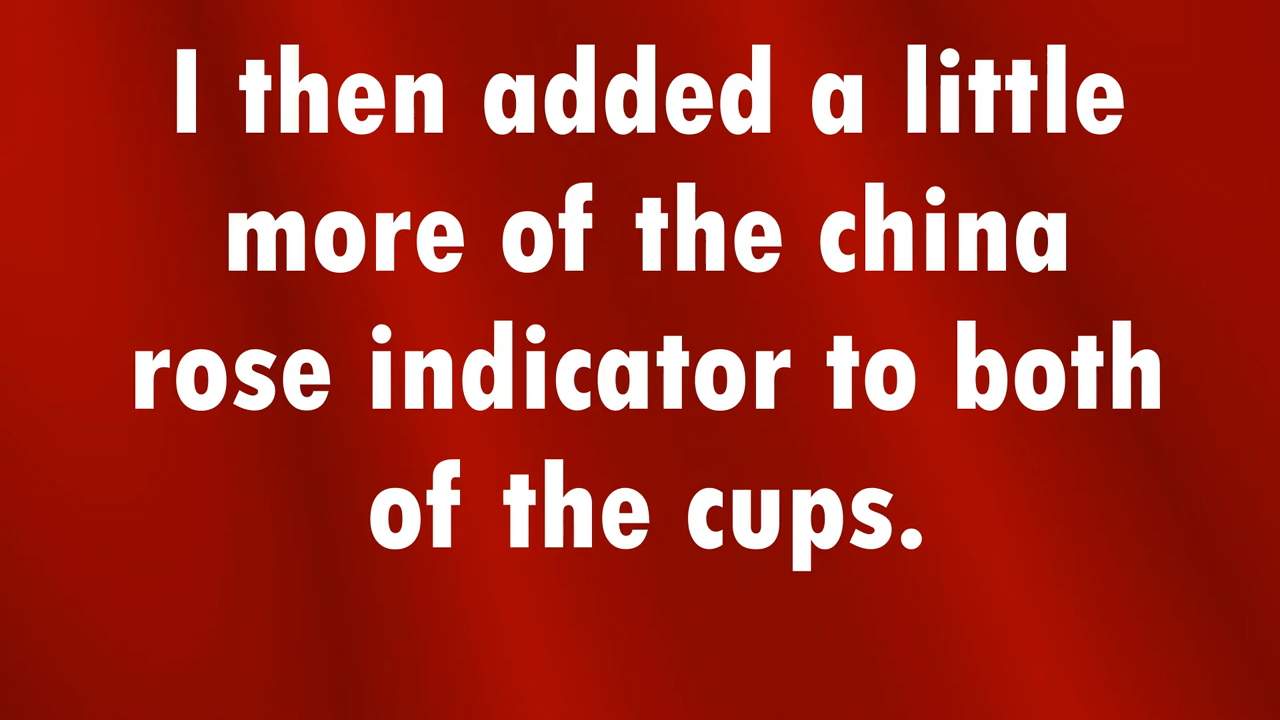 I then added a little
more of the china
rose indicator to both
of the cups.